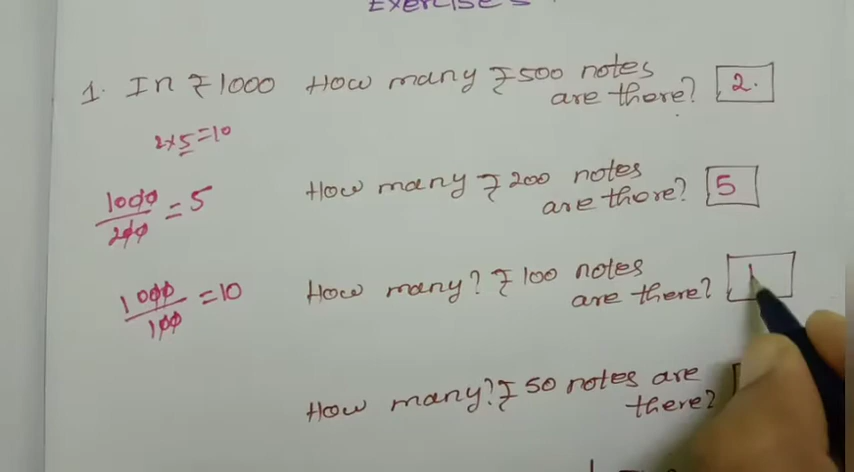 Exercise
1. In ₹1000 How many ₹500 notes
are there? 2.
2×5=10
How many ₹200 notes
are there? 5
1000/200 = 5
How many? ₹100 notes
are there? 1
1000/100 = 10
How many? ₹50 notes are
there?